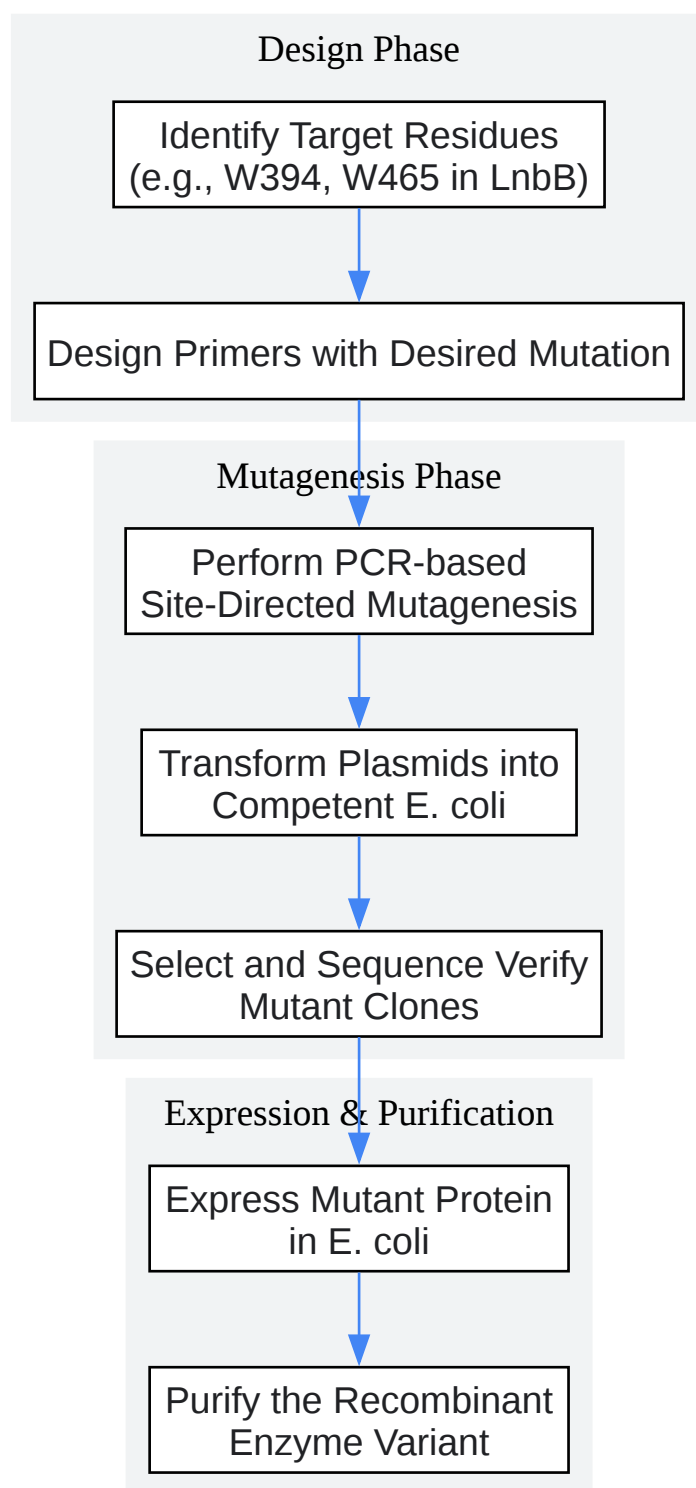 Design Phase
Identify Target Residues
(e.g., W394, W465 in LnbB)
Design Primers with Desired Mutation
Mutagenesis Phase
Perform PCR-based
Site-Directed Mutagenesis
Transform Plasmids into
Competent E. coli
Select and Sequence Verify
Mutant Clones
Expression & Purification
Express Mutant Protein
in E. coli
Purify the Recombinant
Enzyme Variant